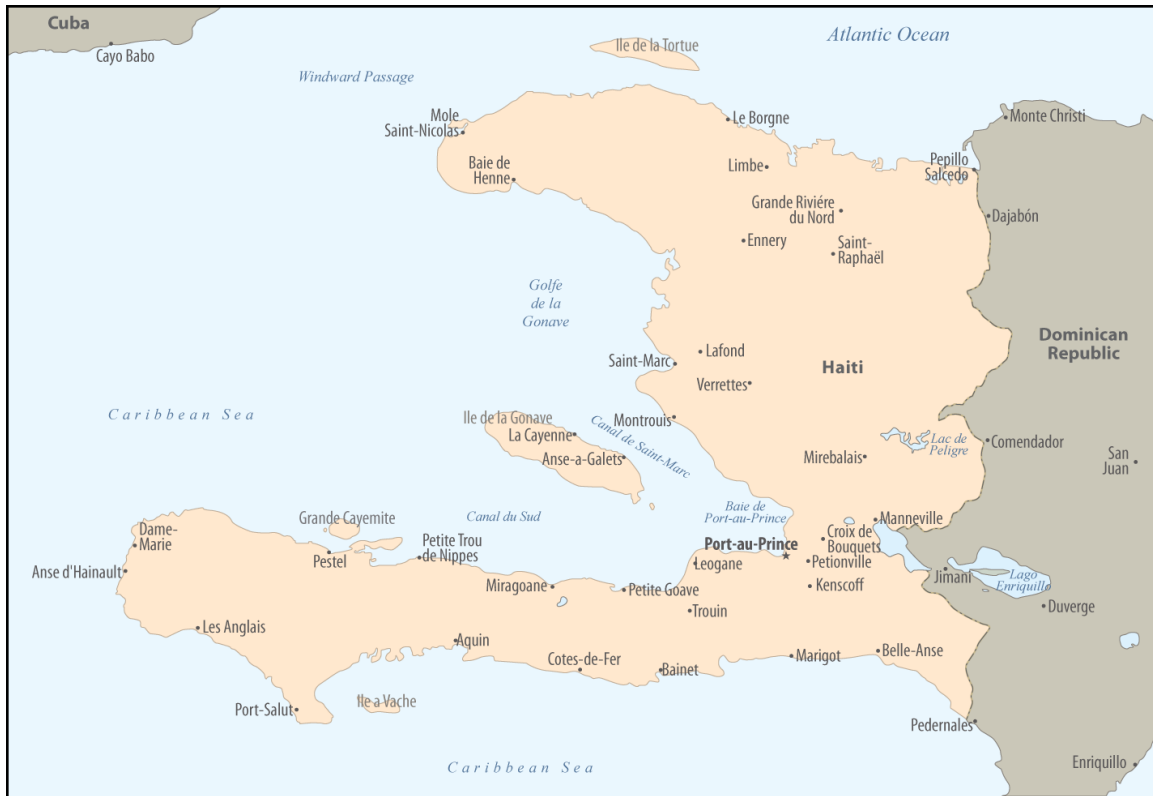 Cuba
Cayo Babo
Windward Passage
Ile de la Tortue
Atlantic Ocean
Mole
Saint-Nicolas
Le Borgne
Monte Christi
Baie de
Henne
Limbe
Pepillo
Salcedo
Grande Riviére
du Nord
Dajabón
Ennery
Saint-
Raphaël
Golfe
de la
Gonave
Dominican
Republic
Saint-Marc
Lafond
Haiti
Verrettes
Caribbean Sea
Ile de la Gonave
Montrouis
La Cayenne
Canal de Saint-Marc
Anse-a-Galets
Mirebalais
Lac de
Peligre
Comendador
San
Juan
Grande Cayemite
Canal du Sud
Baie de
Port-au-Prince
Manneville
Dame-
Marie
Pestel
Petite Trou
de Nippes
Port-au-Prince
Croix de
Bouquets
Anse d'Hainault
Leogane
Petionville
Jimani
Lago
Enriquillo
Miragoane
Petite Goave
Kenscoff
Trouin
Duverge
Les Anglais
Aquin
Cotes-de-Fer
Bainet
Marigot
Belle-Anse
Port-Salut
Ile a Vache
Pedernales
Caribbean Sea
Enriquillo